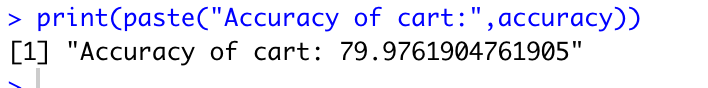 > print(paste("Accuracy of cart:",accuracy))
[1] "Accuracy of cart: 79.9761904761905"
>